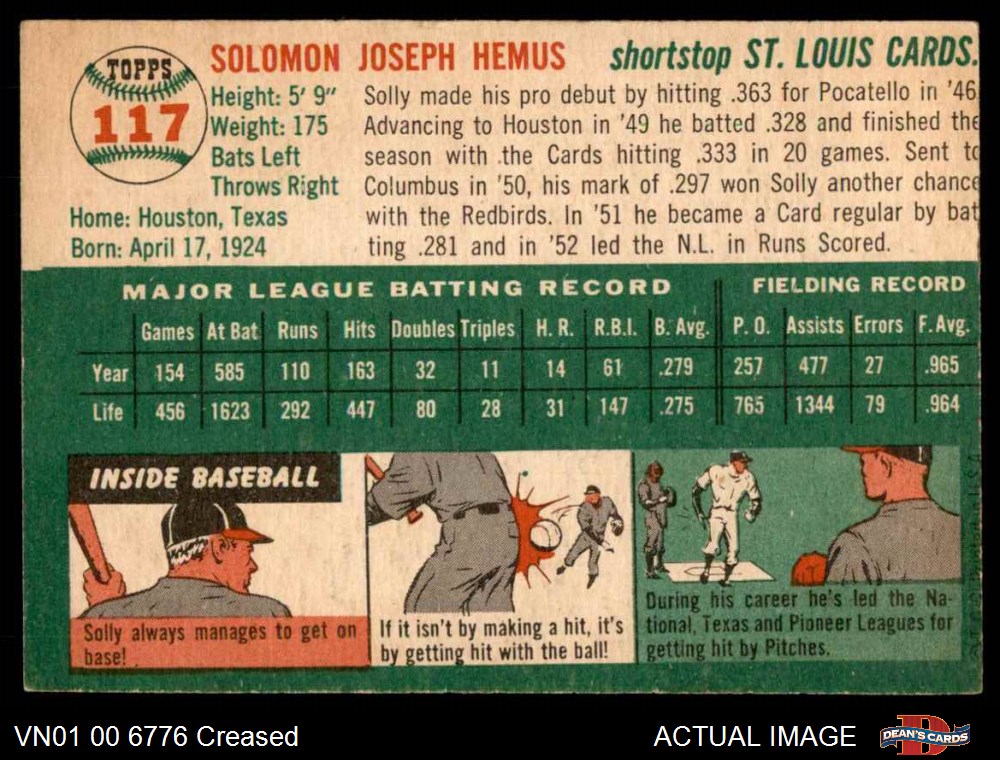 TOPPS
117
SOLOMON JOSEPH HEMUS
shortstop ST. LOUIS CARDS.
Height: 5' 9"
Weight: 175
Bats Left
Throws Right
Home: Houston, Texas
Born: April 17, 1924
Solly made his pro debut by hitting .363 for Pocatello in '46
Advancing to Houston in '49 he batted .328 and finished the
season with the Cards hitting .333 in 20 games. Sent to
Columbus in '50, his mark of .297 won Solly another chance
with the Redbirds. In '51 he became a Card regular by bat
ting .281 and in '52 led the N.L. in Runs Scored.
MAJOR LEAGUE BATTING RECORD FIELDING RECORD
Games At Bat Runs Hits Doubles Triples H. R. R.B.I. B. Avg. P. O. Assists Errors F. Avg.
Year 154 585 110 163 32 11 14 61 .279 257 477 27 .965
Life 456 1623 292 447 80 28 31 147 .275 765 1344 79 .964
INSIDE BASEBALL
Solly always manages to get on
base!
If it isn't by making a hit, it's
by getting hit with the ball!
During his career he's led the Na-
tional, Texas and Pioneer Leagues for
getting hit by Pitches.
VN01 00 6776 Creased
ACTUAL IMAGE
DEAN'S CARDS